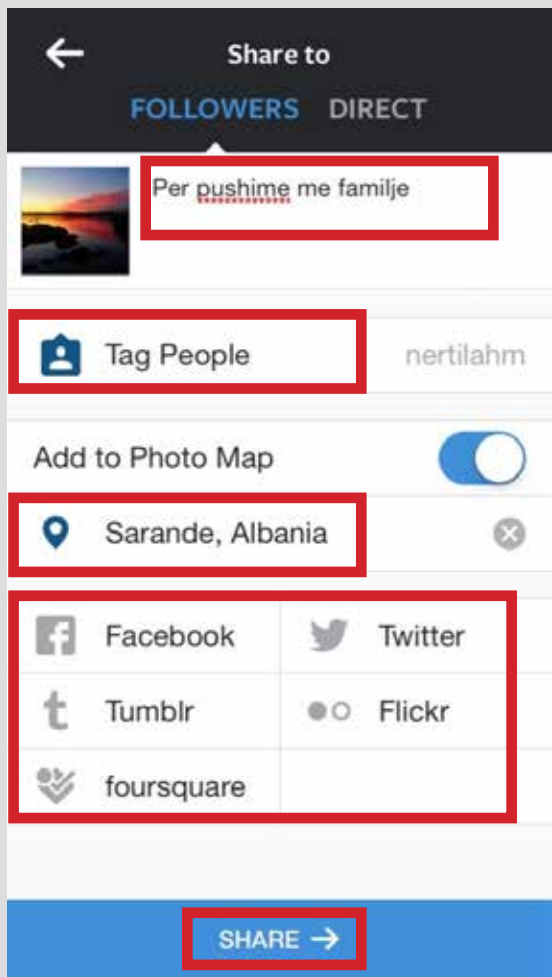 Share to
FOLLOWERS DIRECT
Per pushime me familje
Tag People nertilahm
Add to Photo Map
Sarande, Albania
Facebook Twitter
Tumblr Flickr
foursquare
SHARE →